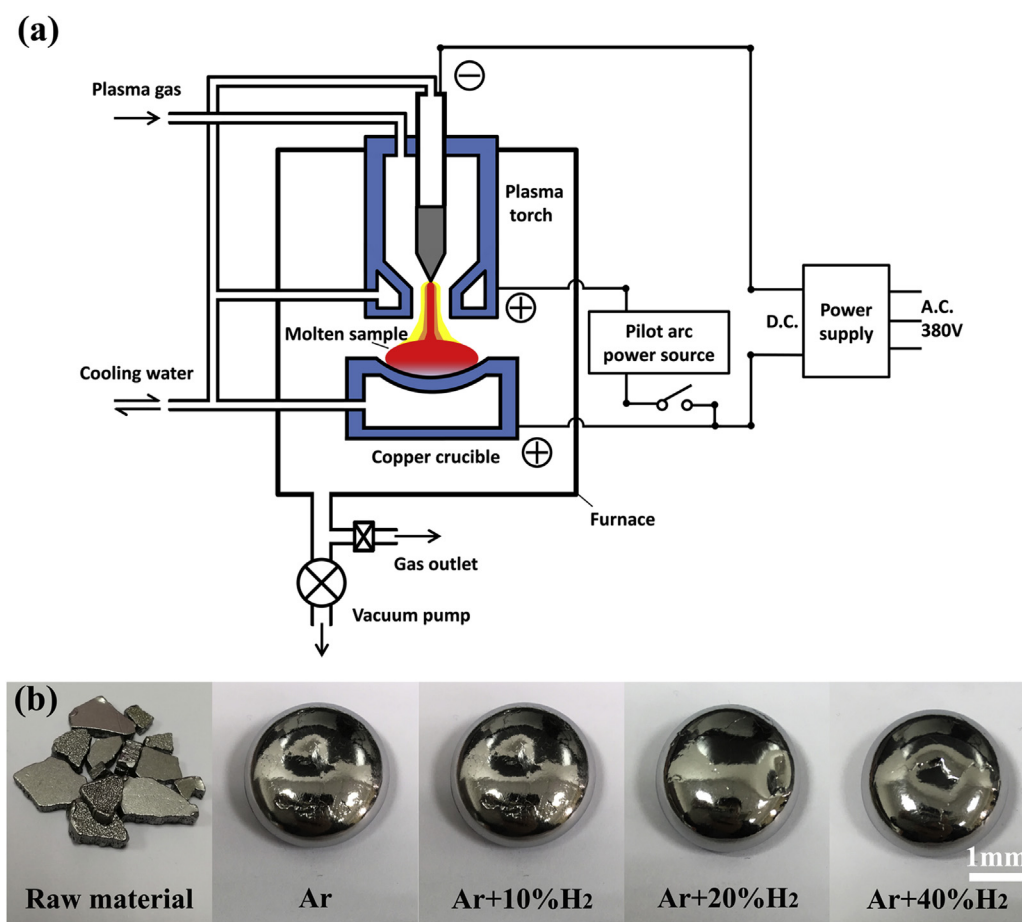 (a)
Plasma gas
Plasma
torch
Molten sample
Cooling water
Copper crucible
Pilot arc
power source
D.C.
Power
supply
A.C.
380V
Furnace
Gas outlet
Vacuum pump
(b)
1mm
Raw material
Ar
Ar+10%H2
Ar+20%H2
Ar+40%H2